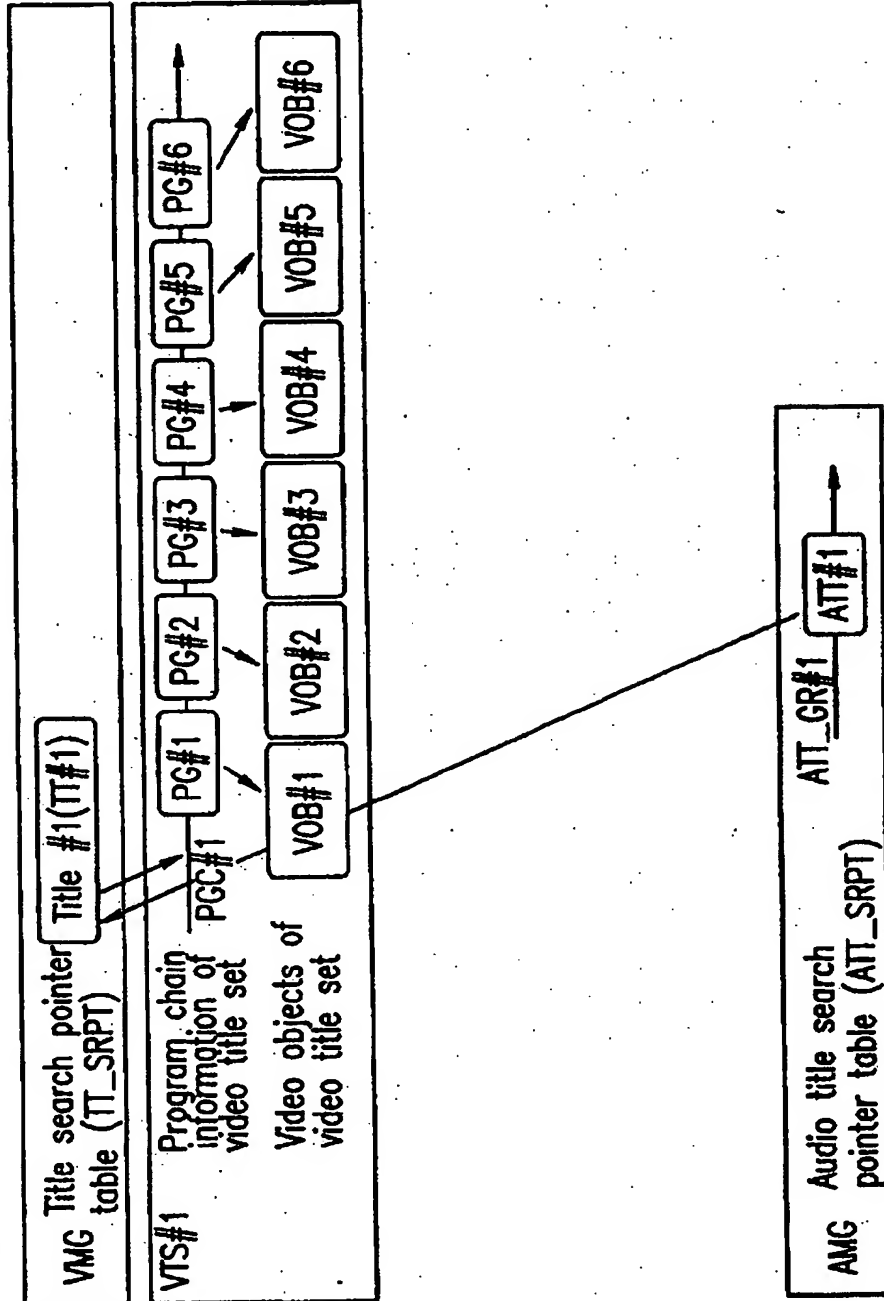 VMG
Title search pointer
table (TT_SRPT)
Title #1(TT#1)
VTS#1
Program chain
information of
video title set
PGC#1
PG#1
PG#2
PG#3
PG#4
PG#5
PG#6
Video objects of
video title set
VOB#1
VOB#2
VOB#3
VOB#4
VOB#5
VOB#6
AMG
Audio title search
pointer table (ATT_SRPT)
ATT_GR#1
ATT#1